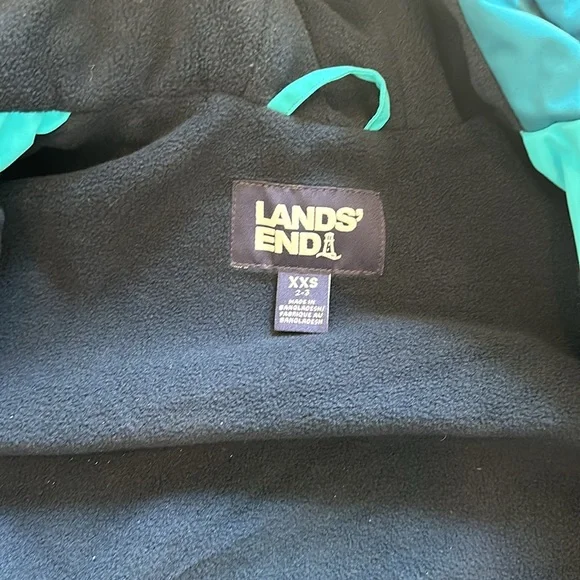 LANDS'
END
XXS
2-3
MADE IN
BANGLADESH/
FABRIQUE AU
BANGLADESH